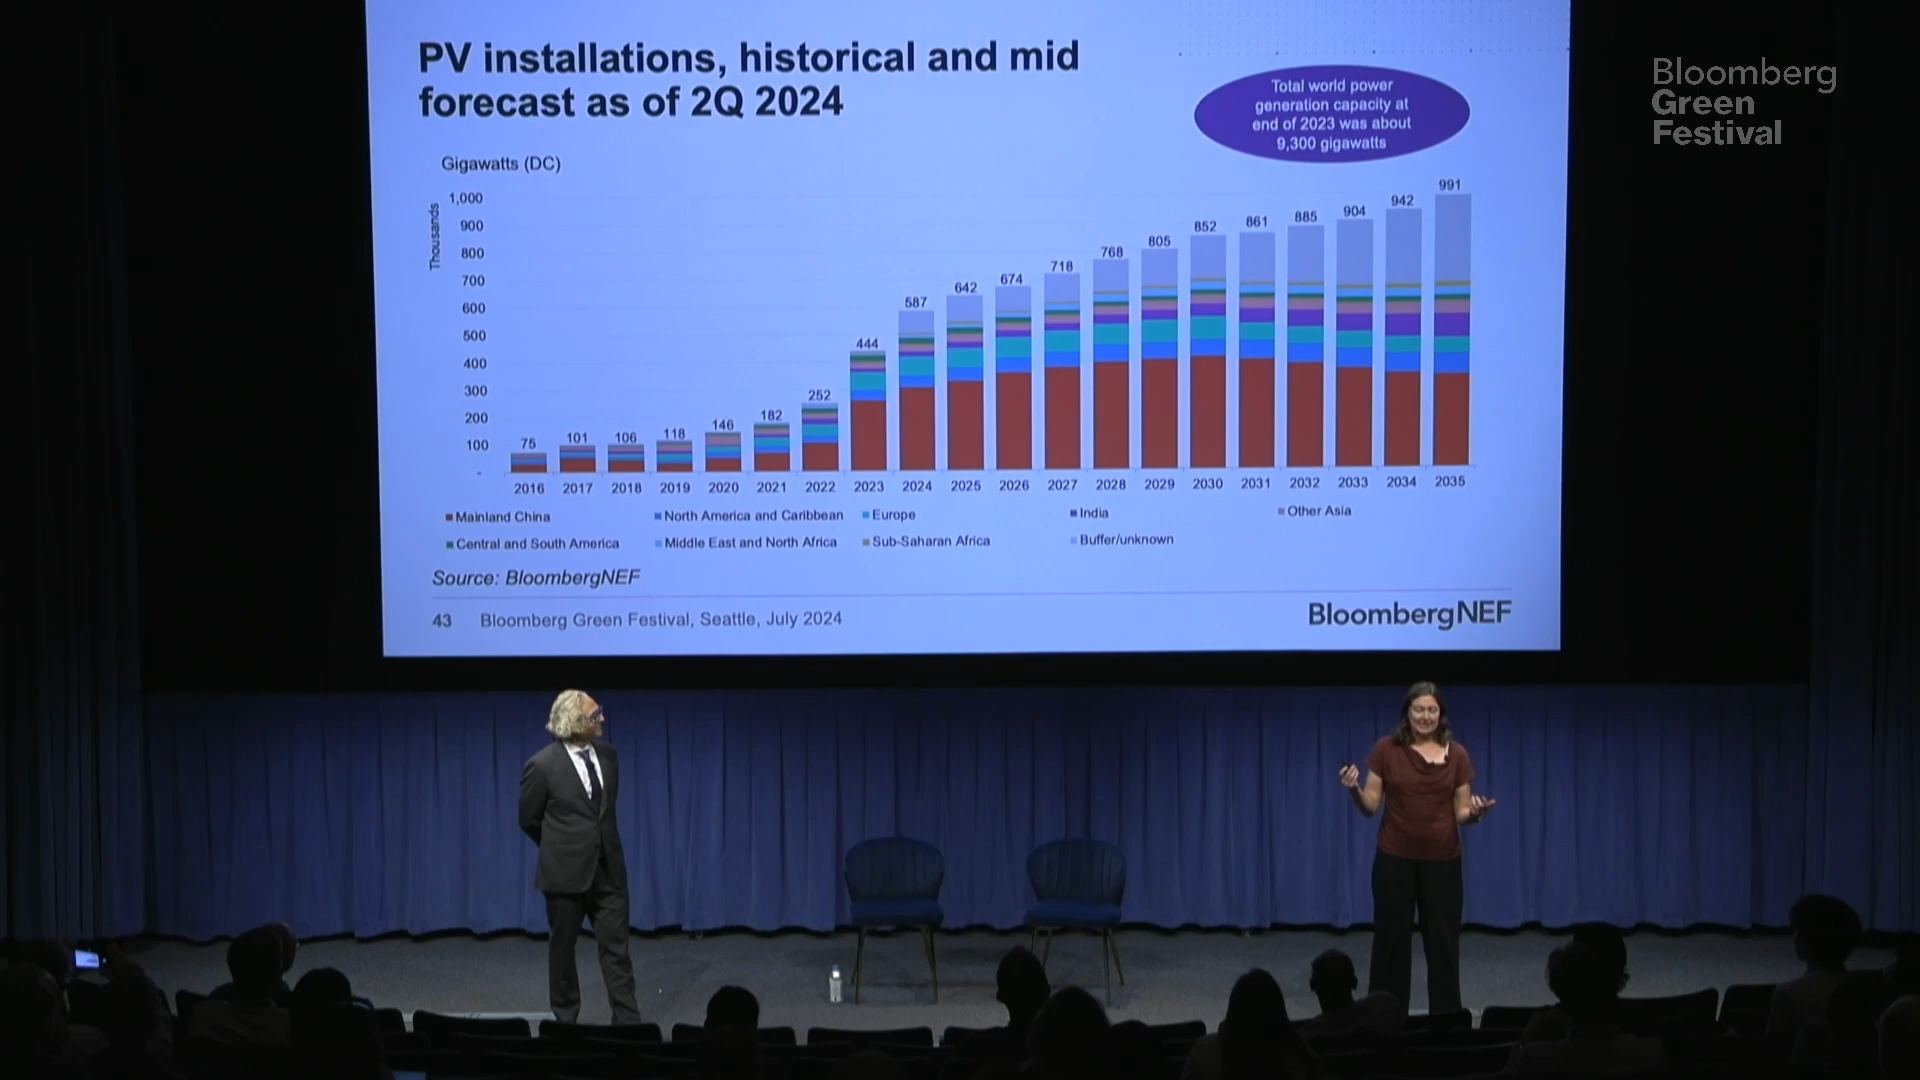 PV installations, historical and mid
forecast as of 2Q 2024
Total world power
generation capacity at
end of 2023 was about
9,300 gigawatts
Bloomberg
Green
Festival
Gigawatts (DC)
Thousands
1,000
900
800
700
600
500
400
300
200
100
-
75
101
106
118
146
182
252
444
587
642
674
718
768
805
852
861
885
904
942
991
2016
2017
2018
2019
2020
2021
2022
2023
2024
2025
2026
2027
2028
2029
2030
2031
2032
2033
2034
2035
Mainland China
North America and Caribbean
Europe
India
Other Asia
Central and South America
Middle East and North Africa
Sub-Saharan Africa
Buffer/unknown
Source: BloombergNEF
43 Bloomberg Green Festival, Seattle, July 2024
BloombergNEF